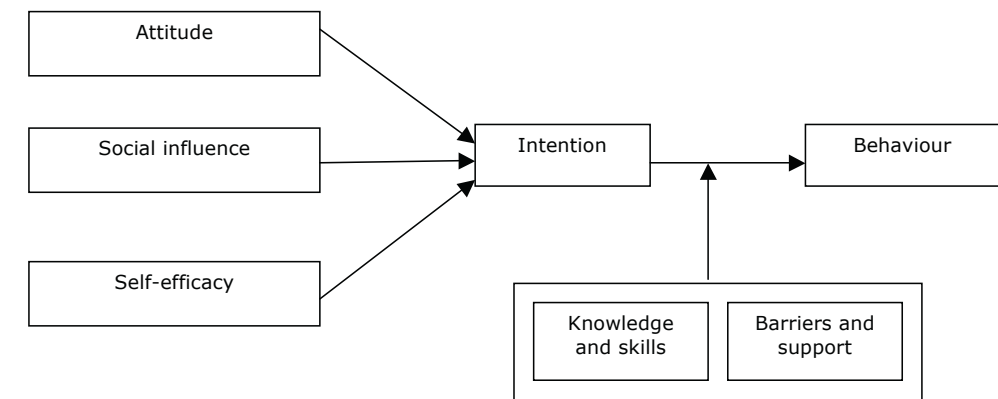 Attitude
Social influence
Self-efficacy
Intention
Behaviour
Knowledge
and skills
Barriers and
support